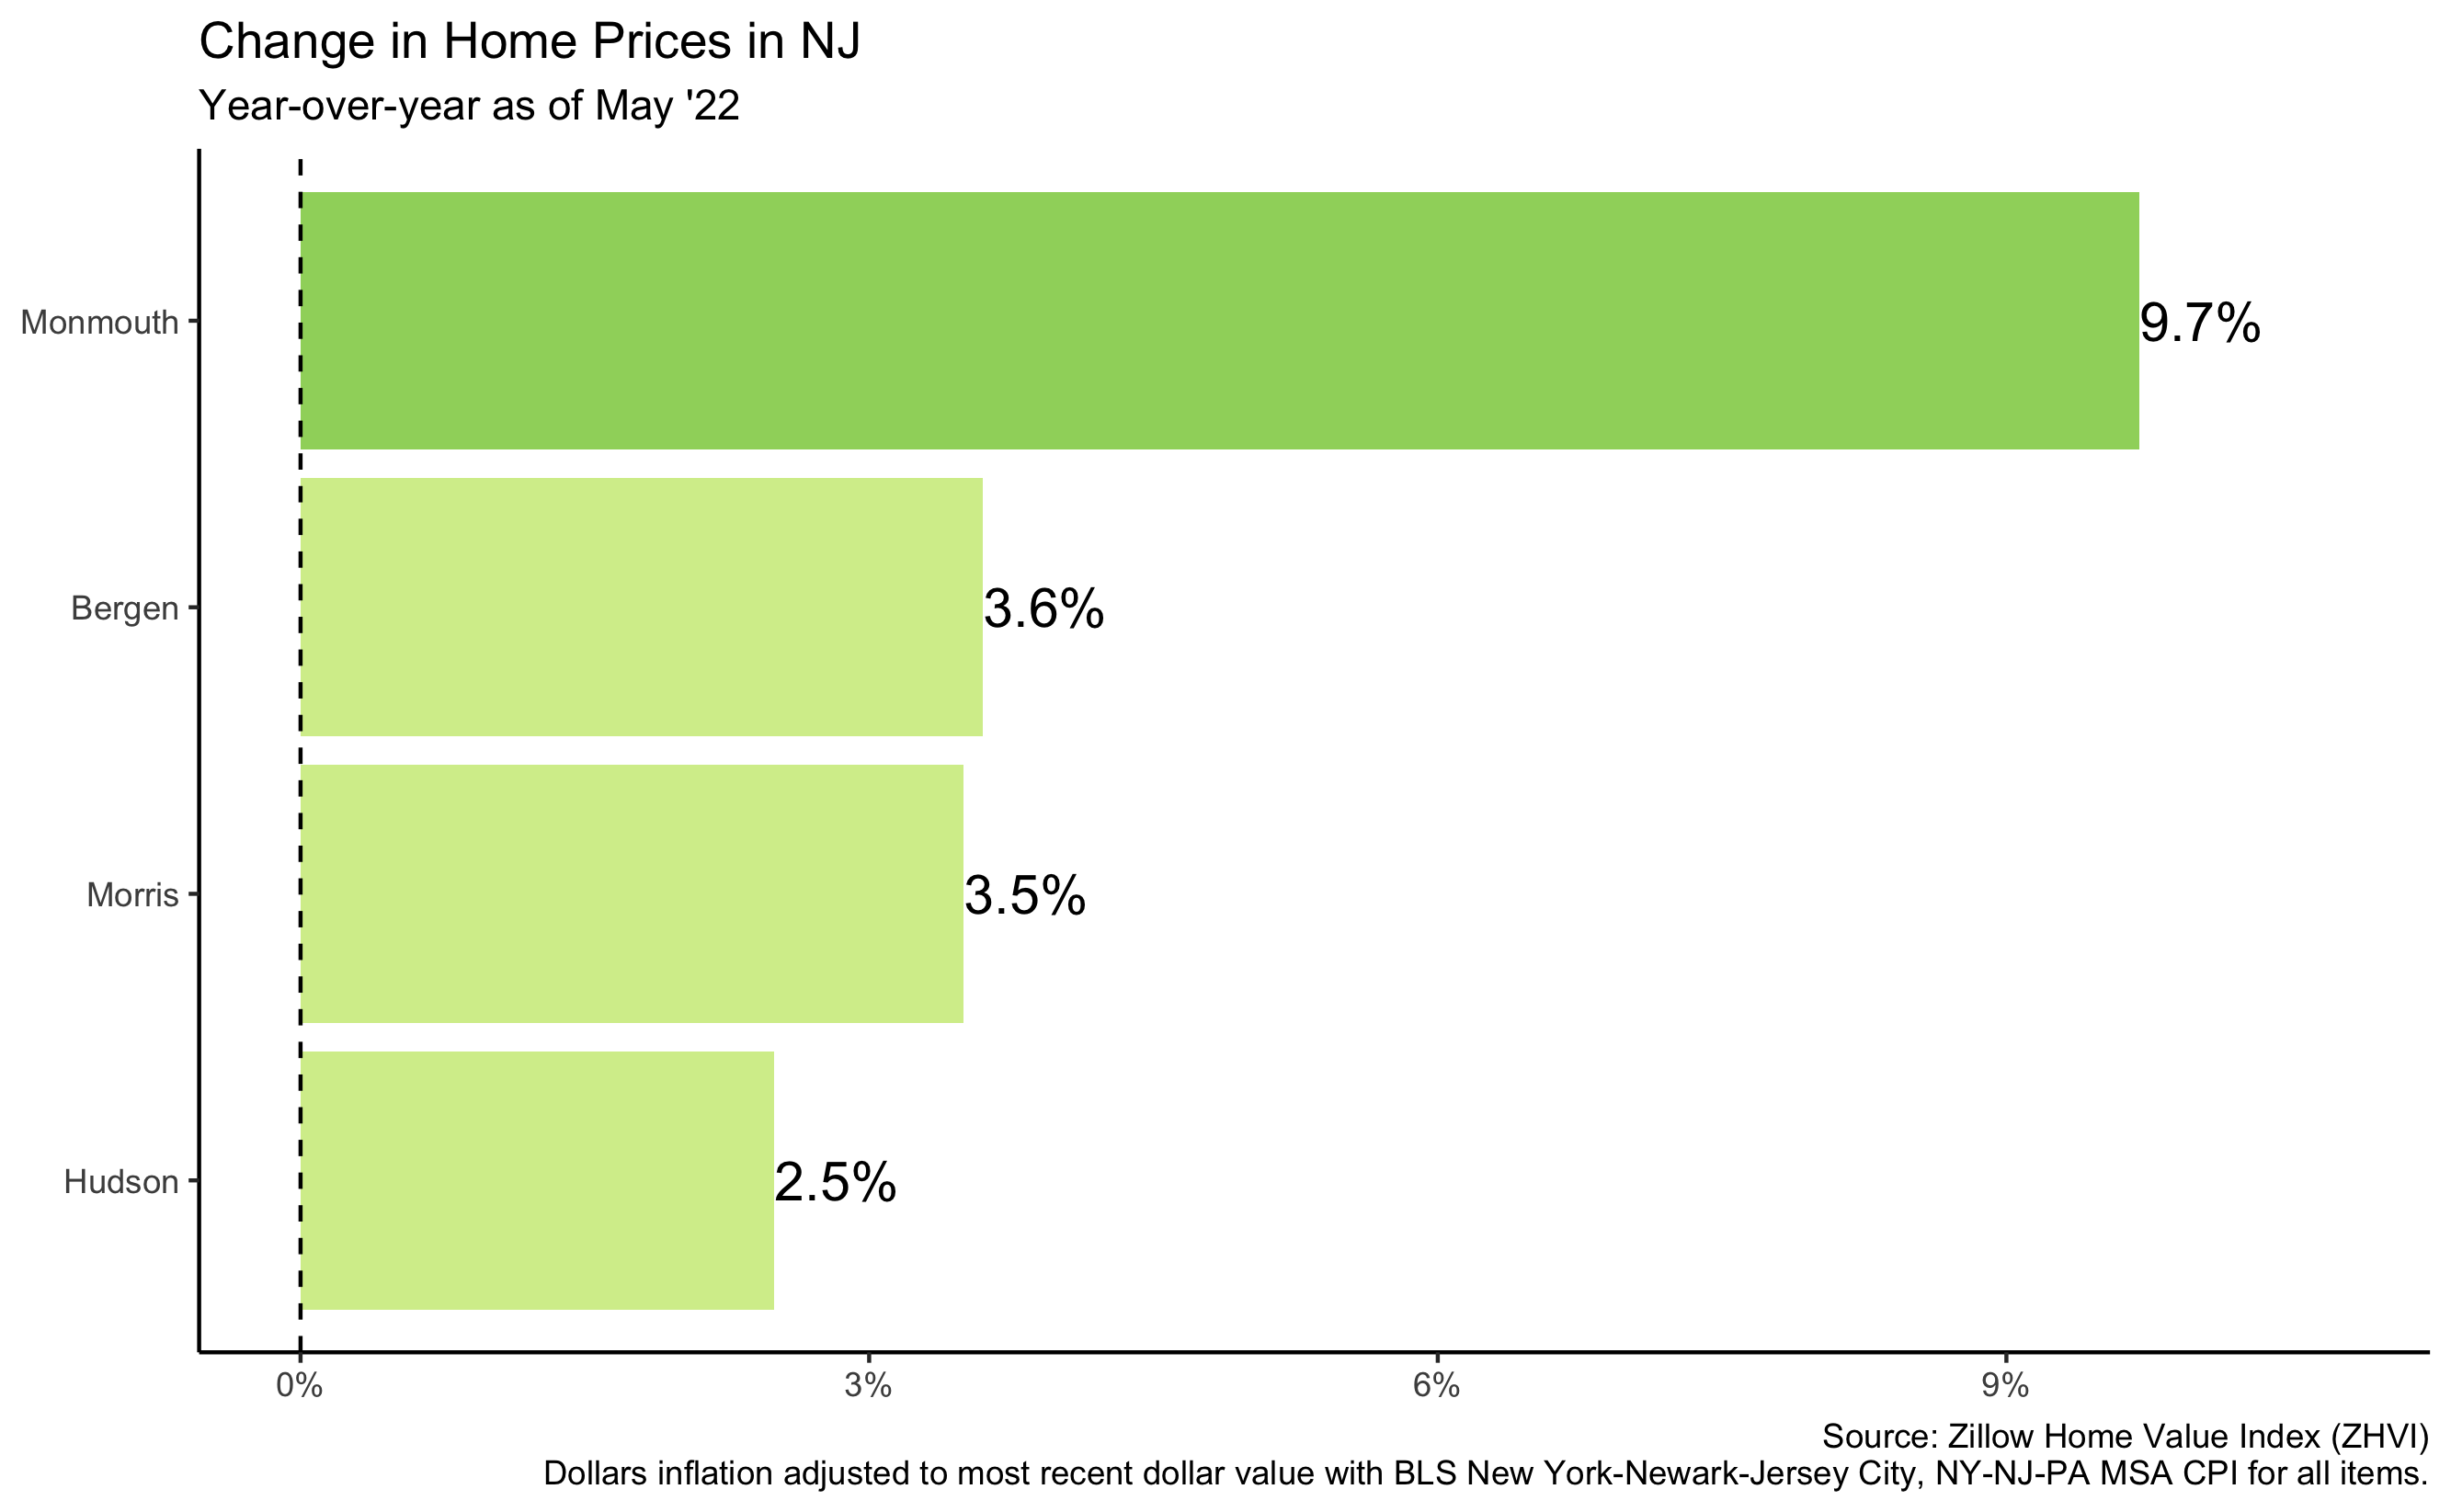 Change in Home Prices in NJ
Year-over-year as of May '22
Monmouth
9.7%
Bergen
3.6%
Morris
3.5%
Hudson
2.5%
0%
3%
6%
9%
Source: Zillow Home Value Index (ZHVI)
Dollars inflation adjusted to most recent dollar value with BLS New York-Newark-Jersey City, NY-NJ-PA MSA CPI for all items.